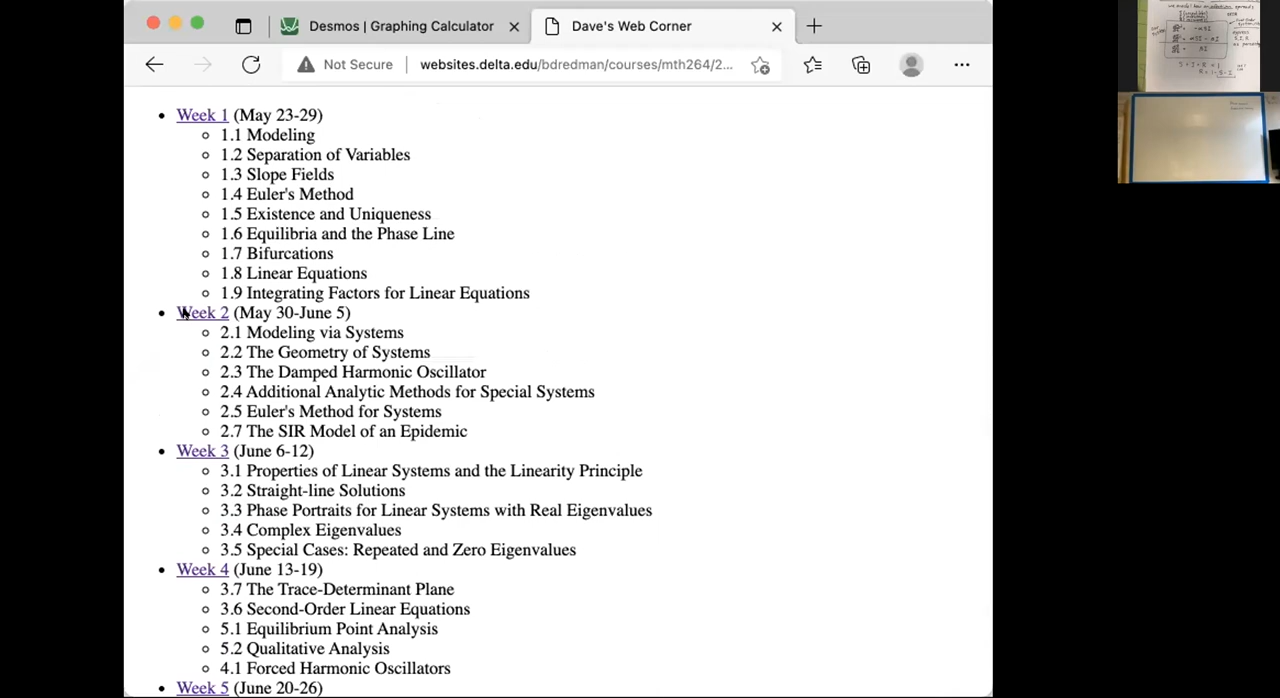 Desmos | Graphing Calculator
Dave's Web Corner
Not Secure | websites.delta.edu/bdredman/courses/mth264/2...
Week 1 (May 23-29)
1.1 Modeling
1.2 Separation of Variables
1.3 Slope Fields
1.4 Euler's Method
1.5 Existence and Uniqueness
1.6 Equilibria and the Phase Line
1.7 Bifurcations
1.8 Linear Equations
1.9 Integrating Factors for Linear Equations
Week 2 (May 30-June 5)
2.1 Modeling via Systems
2.2 The Geometry of Systems
2.3 The Damped Harmonic Oscillator
2.4 Additional Analytic Methods for Special Systems
2.5 Euler's Method for Systems
2.7 The SIR Model of an Epidemic
Week 3 (June 6-12)
3.1 Properties of Linear Systems and the Linearity Principle
3.2 Straight-line Solutions
3.3 Phase Portraits for Linear Systems with Real Eigenvalues
3.4 Complex Eigenvalues
3.5 Special Cases: Repeated and Zero Eigenvalues
Week 4 (June 13-19)
3.7 The Trace-Determinant Plane
3.6 Second-Order Linear Equations
5.1 Equilibrium Point Analysis
5.2 Qualitative Analysis
4.1 Forced Harmonic Oscillators
Week 5 (June 20-26)
S + I + R = 1
R = 1 - S - I